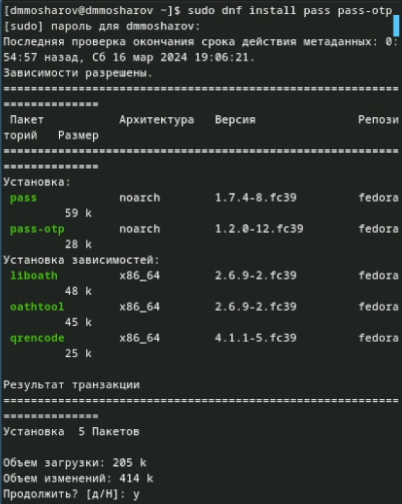 [dmmosharov@dmmosharov ~]$ sudo dnf install pass pass-otp
[sudo] пароль для dmmosharov:
Последняя проверка окончания срока действия метаданных: 0:
54:57 назад, Сб 16 мар 2024 19:06:21.
Зависимости разрешены.
================================================================
==============
Пакет Архитектура Версия Репози
торий Размер
================================================================
==============
Установка:
pass noarch 1.7.4-8.fc39 fedora
59 k
pass-otp noarch 1.2.0-12.fc39 fedora
28 k
Установка зависимостей:
liboath x86_64 2.6.9-2.fc39 fedora
48 k
oathtool x86_64 2.6.9-2.fc39 fedora
45 k
qrencode x86_64 4.1.1-5.fc39 fedora
25 k
Результат транзакции
================================================================
==============
Установка 5 Пакетов
Объем загрузки: 205 k
Объем изменений: 414 k
Продолжить? [д/Н]: y